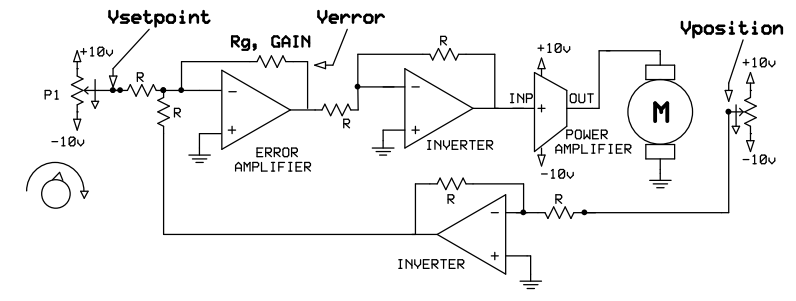 Vsetpoint
Verror
Vposition
+10v
Rg, GAIN
R
+10v
+10v
P1
R
R
R
-
+
-
+
INP
+
OUT
M
-10v
ERROR
AMPLIFIER
INVERTER
POWER
AMPLIFIER
-10v
-10v
R
R
-
+
INVERTER